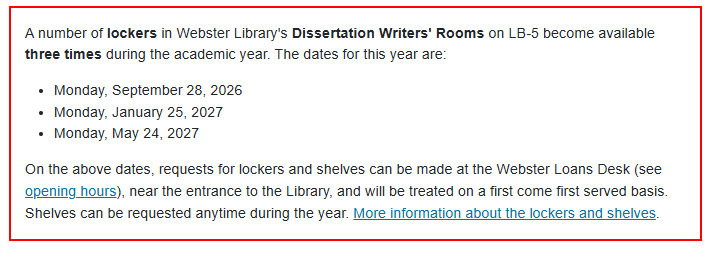 A number of lockers in Webster Library's Dissertation Writers' Rooms on LB-5 become available
three times during the academic year. The dates for this year are:
• Monday, September 28, 2026
• Monday, January 25, 2027
• Monday, May 24, 2027
On the above dates, requests for lockers and shelves can be made at the Webster Loans Desk (see
opening hours), near the entrance to the Library, and will be treated on a first come first served basis.
Shelves can be requested anytime during the year. More information about the lockers and shelves.